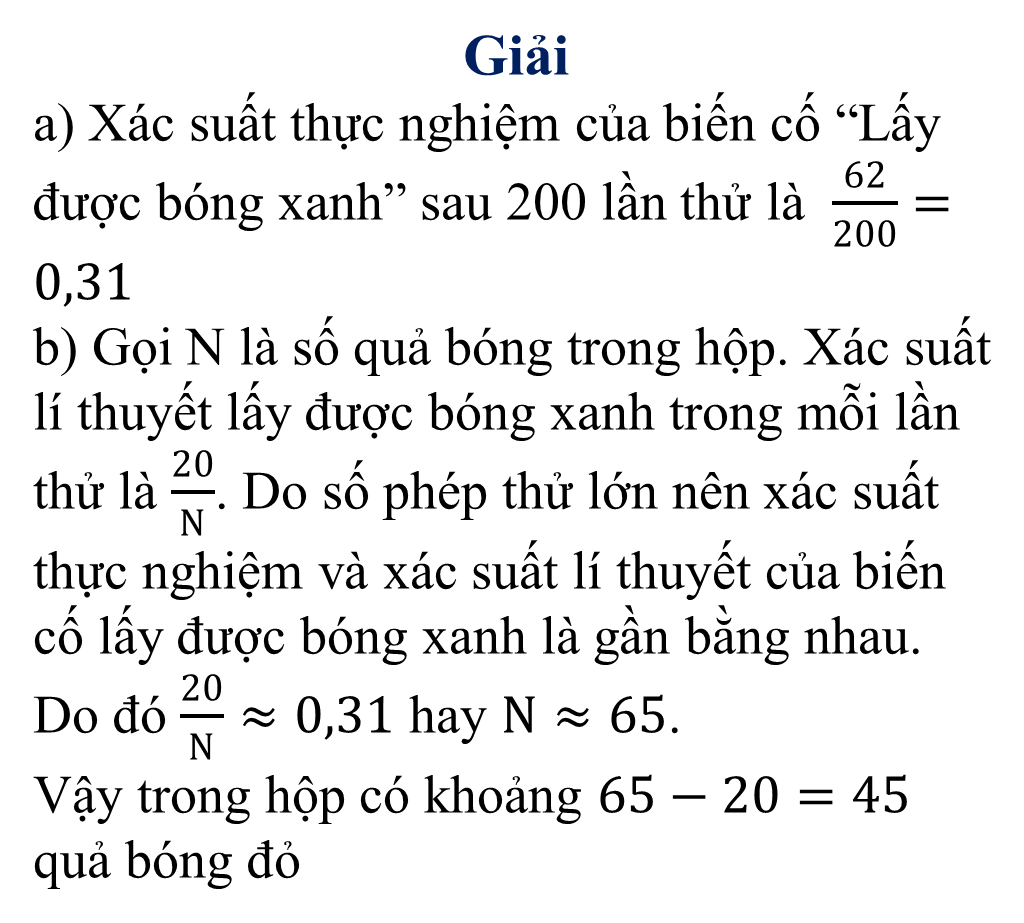 Giải
a) Xác suất thực nghiệm của biến cố “Lấy
được bóng xanh” sau 200 lần thử là 62/200 =
0,31
b) Gọi N là số quả bóng trong hộp. Xác suất
lí thuyết lấy được bóng xanh trong mỗi lần
thử là 20/N. Do số phép thử lớn nên xác suất
thực nghiệm và xác suất lí thuyết của biến
cố lấy được bóng xanh là gần bằng nhau.
Do đó 20/N ≈ 0,31 hay N ≈ 65.
Vậy trong hộp có khoảng 65 − 20 = 45
quả bóng đỏ